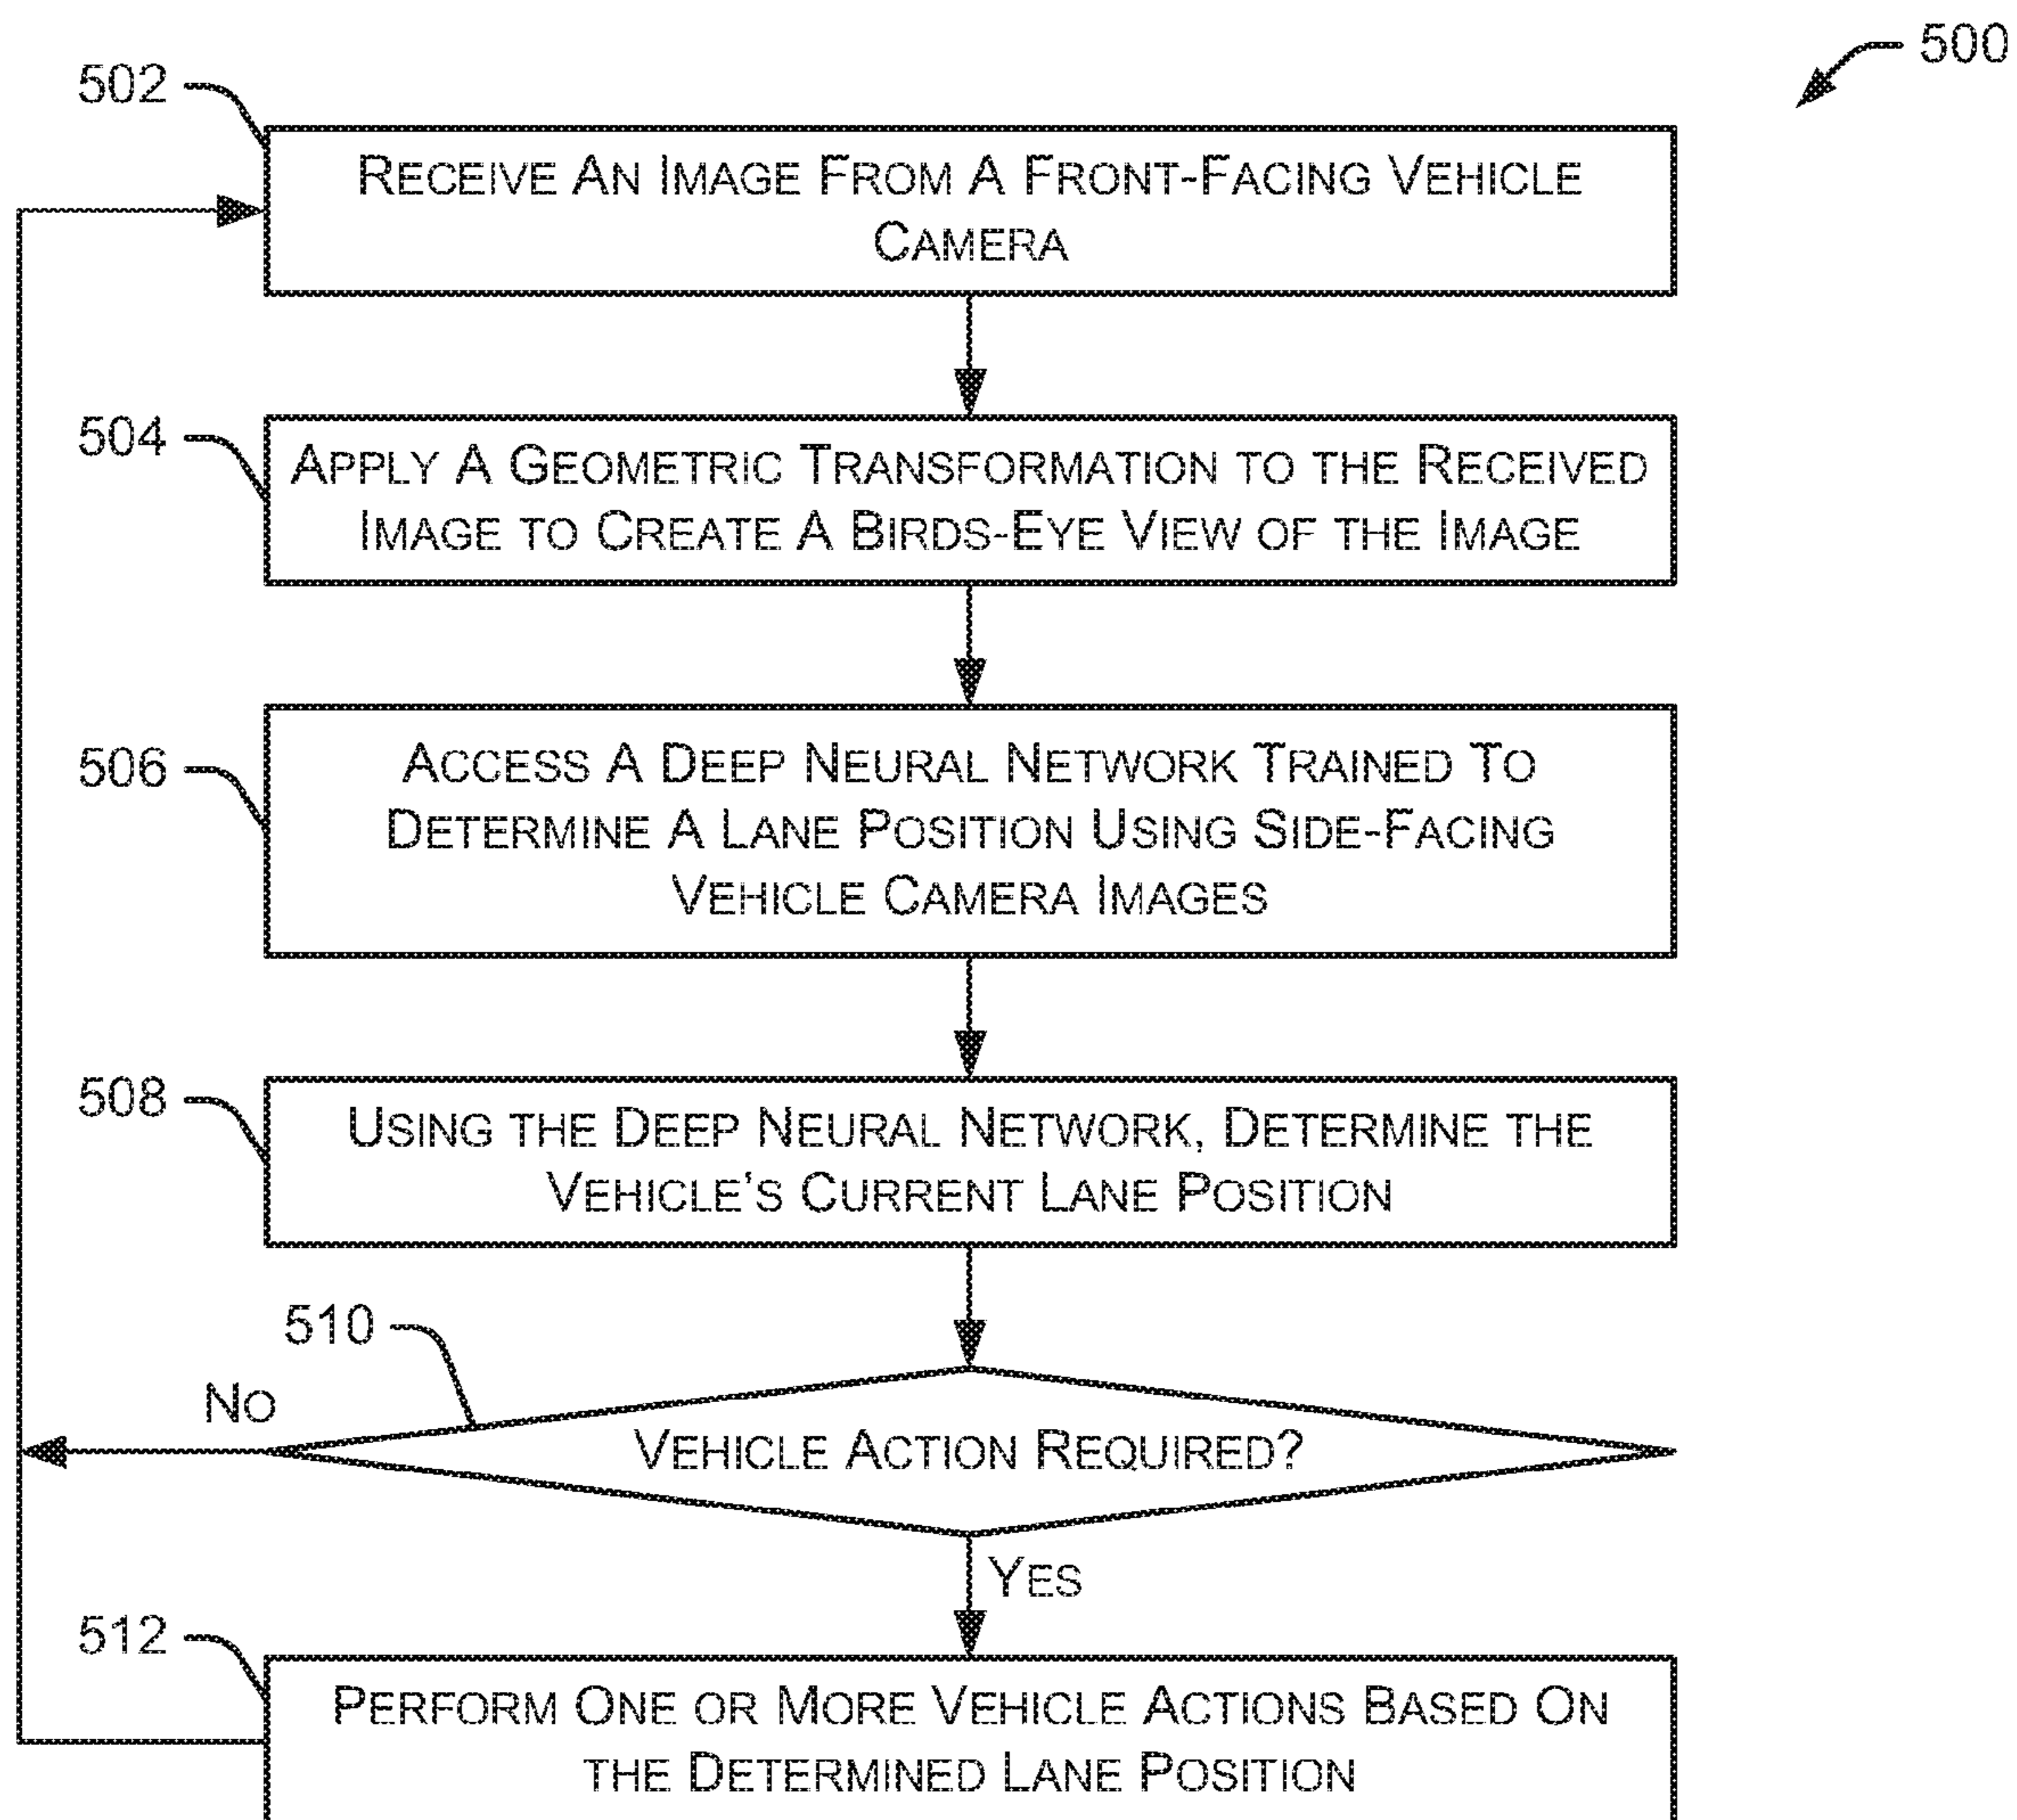 500
502
RECEIVE AN IMAGE FROM A FRONT-FACING VEHICLE
CAMERA
504
APPLY A GEOMETRIC TRANSFORMATION TO THE RECEIVED
IMAGE TO CREATE A BIRDS-EYE VIEW OF THE IMAGE
506
ACCESS A DEEP NEURAL NETWORK TRAINED TO
DETERMINE A LANE POSITION USING SIDE-FACING
VEHICLE CAMERA IMAGES
508
USING THE DEEP NEURAL NETWORK, DETERMINE THE
VEHICLE'S CURRENT LANE POSITION
510
NO
VEHICLE ACTION REQUIRED?
YES
512
PERFORM ONE OR MORE VEHICLE ACTIONS BASED ON
THE DETERMINED LANE POSITION